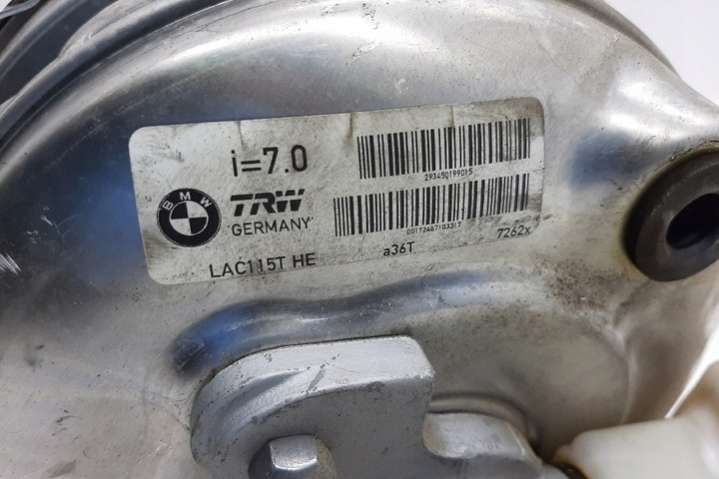 i=7.0
BMW
TRW
GERMANY
LAC115T HE
a36T
7262x